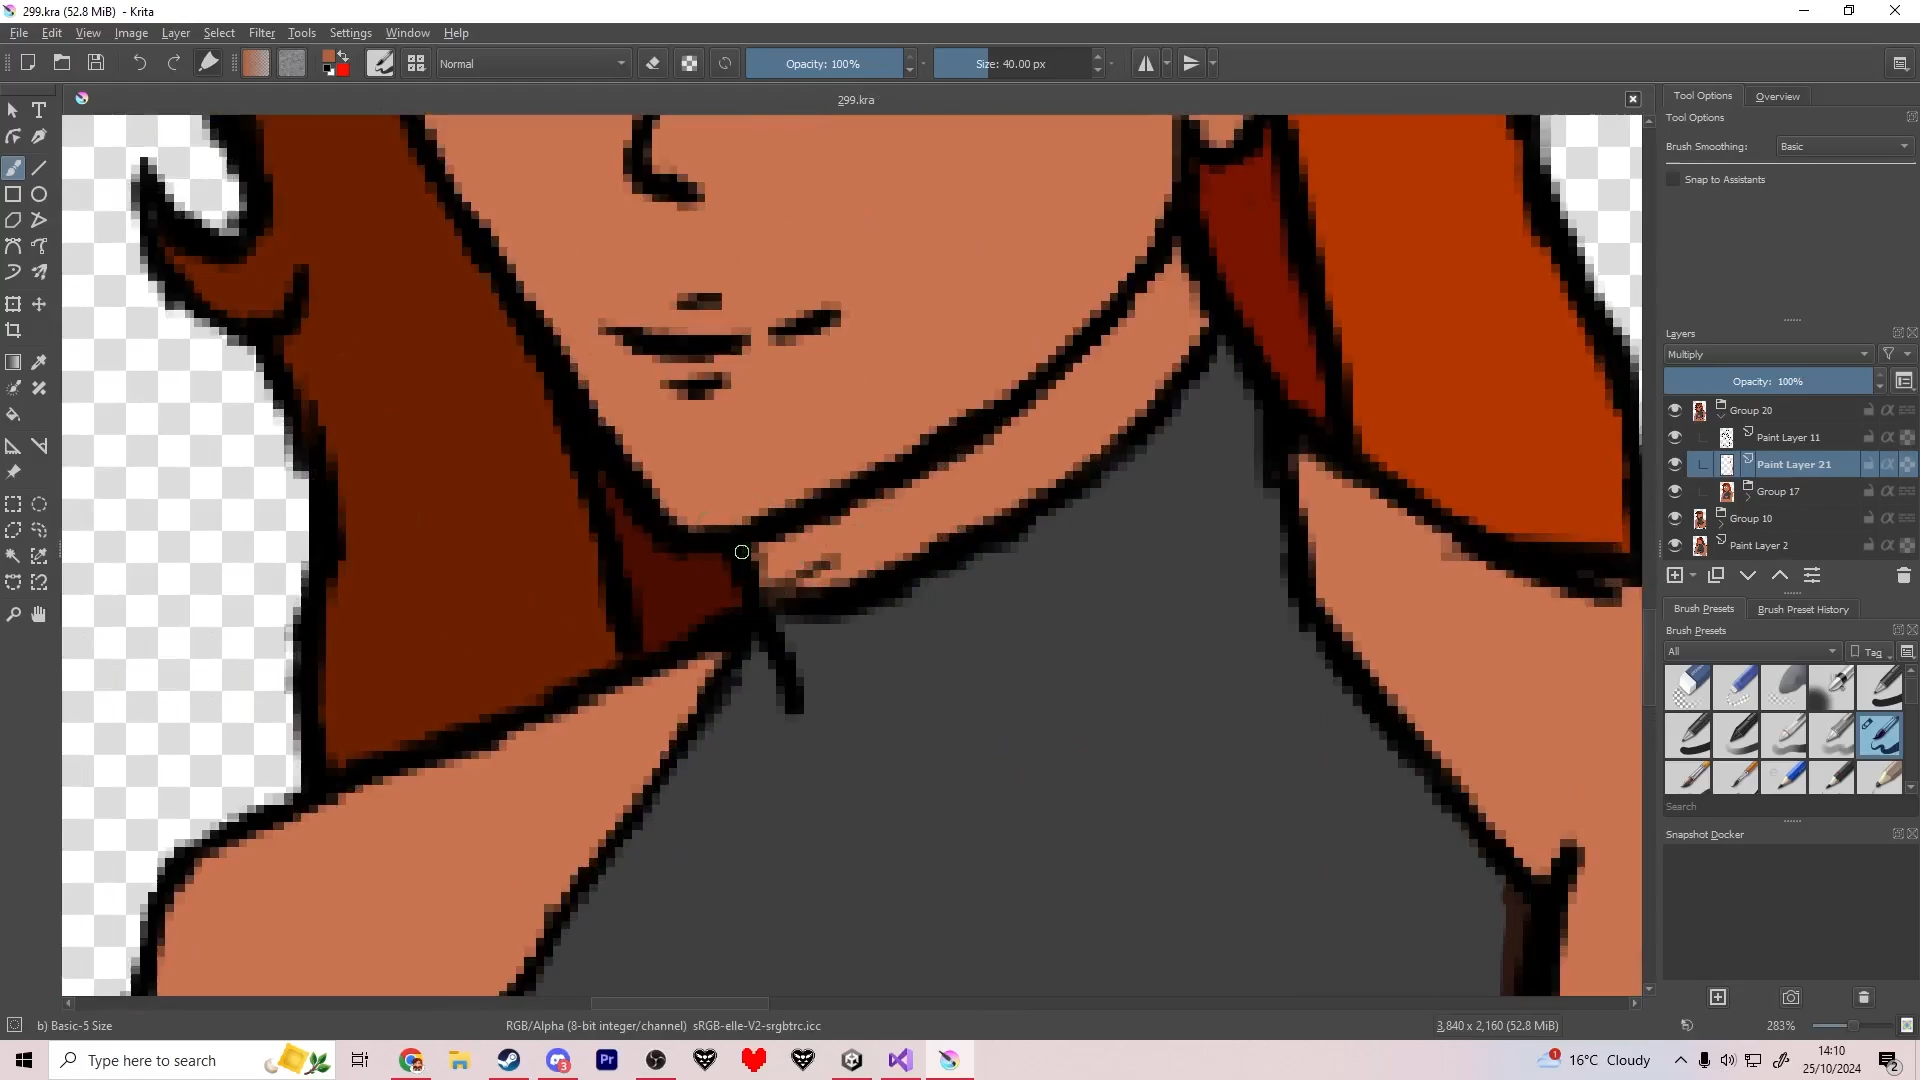 299.kra (52.8 MiB) - Krita
File Edit View Image Layer Select Filter Tools Settings Window Help
Normal
Opacity: 100%
Size: 40.00 px
299.kra
Tool Options
Overview
Tool Options
Brush Smoothing:
Basic
Snap to Assistants
Layers
Multiply
Opacity: 100%
Group 20
Paint Layer 11
Paint Layer 21
Group 17
Group 10
Paint Layer 2
Brush Presets
Brush Preset History
Brush Presets
All
Tag
Search
Snapshot Docker
b) Basic-5 Size
RGB/Alpha (8-bit integer/channel) sRGB-elle-V2-srgbtrc.icc
3,840 x 2,160 (52.8 MiB)
283%
Type here to search
3
Pr
1
16°C Cloudy
14:10
25/10/2024
2